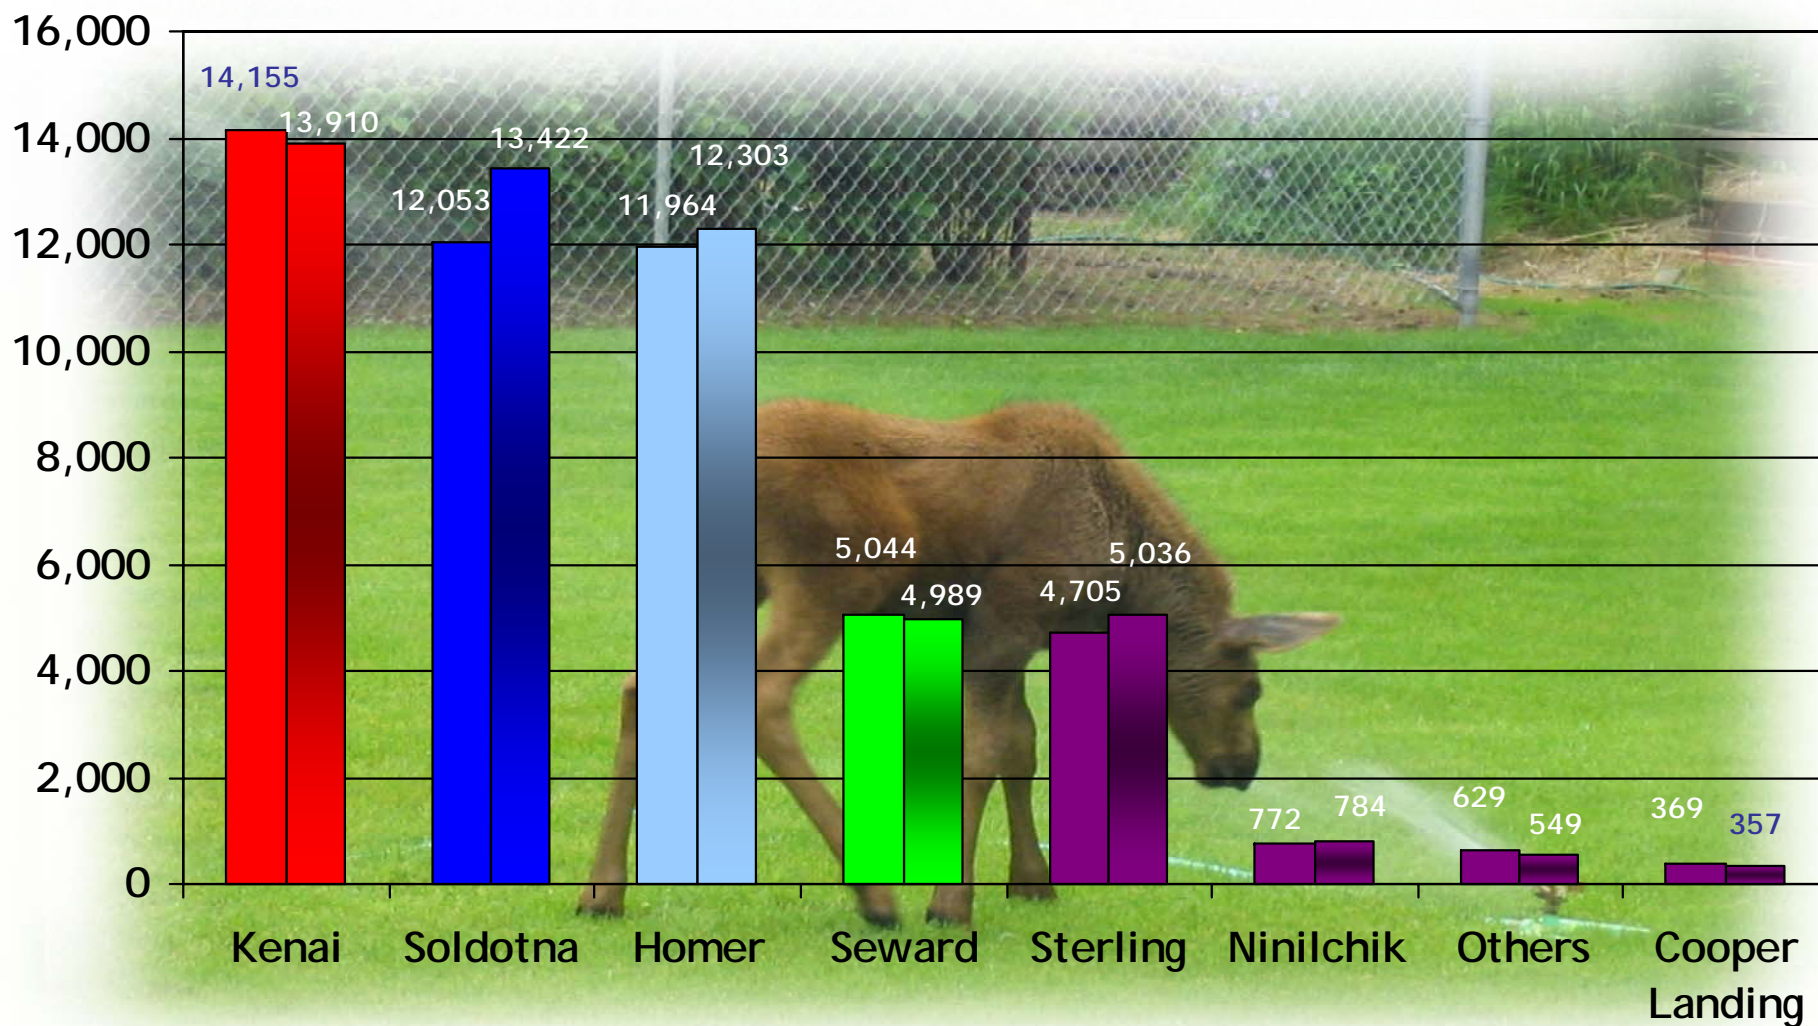 16,000
14,000
12,000
10,000
8,000
6,000
4,000
2,000
0
14,155
13,910
12,053
13,422
11,964
12,303
5,044
4,989
4,705
5,036
772
784
629
549
369
357
Kenai
Soldotna
Homer
Seward
Sterling
Ninilchik
Others
Cooper
Landing